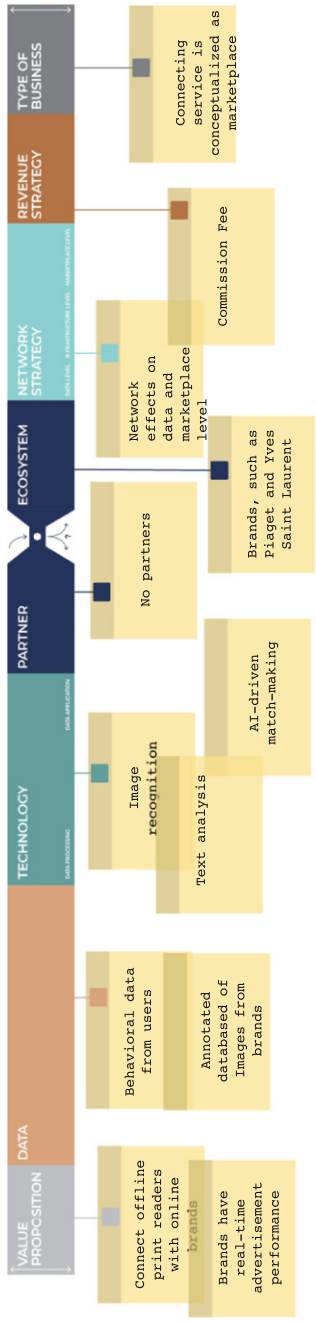 VALUE
PROPOSITION
DATA
TECHNOLOGY
DATA PROCESSING
DATA APPLICATION
PARTNER
ECOSYSTEM
NETWORK
STRATEGY
DATA LEVEL
INFRASTRUCTURE LEVEL
MARKETPLACE LEVEL
REVENUE
STRATEGY
TYPE OF
BUSINESS
Connect offline
print readers
with online
brands
Brands have
real-time
advertisement
performance
Behavioral data
from users
Annotated
databased of
Images from
brands
Image
recognition
Text analysis
AI-driven
match-making
No partners
Brands, such as
Piaget and Yves
Saint Laurent
Network
effects on
data and
marketplace
level
Commission Fee
Connecting
service is
conceptualized as
marketplace